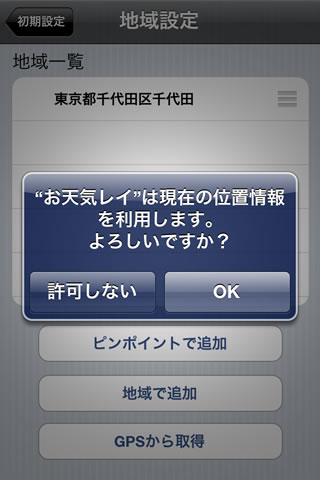 初期設定
地域設定
地域一覧
東京都千代田区千代田
“お天気レイ”は現在の位置情報
を利用します。
よろしいですか？
許可しない
OK
ピンポイントで追加
地域で追加
GPSから取得